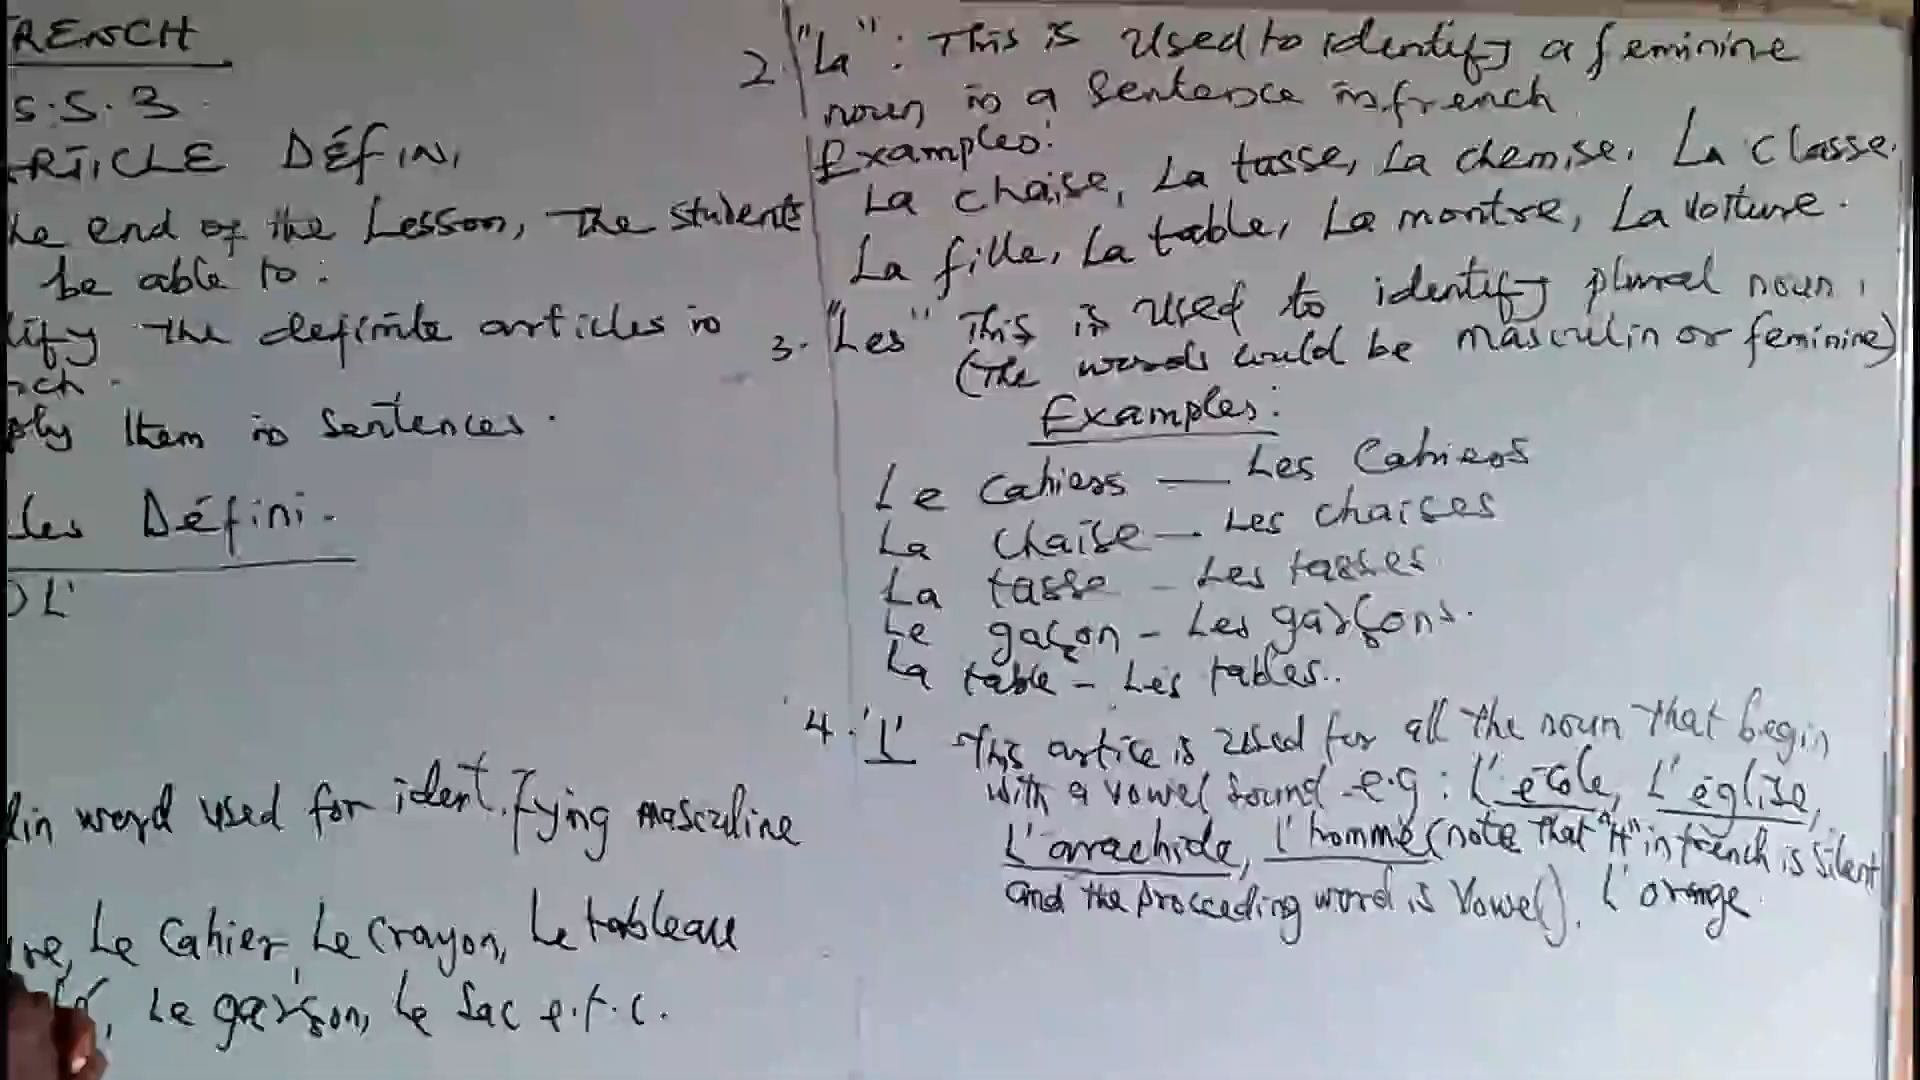 RENCH
S.S.3
RTICLE DÉFINI
he end of the Lesson, The students
be able to:
tify the definite articles in
nch.
ply them in sentences.
les Défini.
) L'
lin word used for identifying masculine
re, Le Cahier, Le Crayon, Le tableau
Le garçon, Le Sac e.t.c.
2. "La": This is used to identify a feminine
noun in a sentence in french
Examples:
La chaise, La tasse, La chemise, La classe.
La fille, La table, La montre, La voiture.
3. "Les" This is used to identify plural noun.
(The words could be masculin or feminine)
Examples:
Le Cahiers — Les Cahiers
La chaise — Les chaises
La tasse - Les tasses
Le gaçon - Les garçons.
La table - Les tables..
4. 'L' This artice is used for all the noun that begin
with a vowel sound e.g: L'école, L'église,
L'arachide, L'homme (note that "H" in french is silent
and the proceeding word is vowel). L'orange